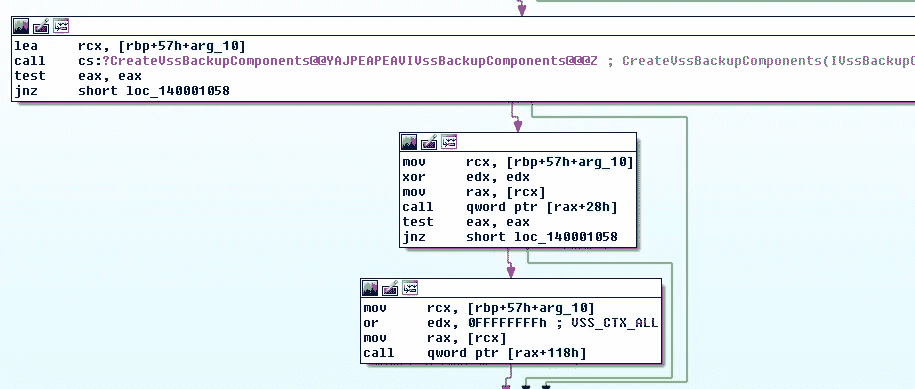 lea rcx, [rbp+57h+arg_10]
call cs:?CreateVssBackupComponents@@YAJPEAPEAVIVssBackupComponents@@@Z ; CreateVssBackupComponents(IVssBackupC
test eax, eax
jnz short loc_140001058
mov rcx, [rbp+57h+arg_10]
xor edx, edx
mov rax, [rcx]
call qword ptr [rax+28h]
test eax, eax
jnz short loc_140001058
mov rcx, [rbp+57h+arg_10]
or edx, 0FFFFFFFFh ; VSS_CTX_ALL
mov rax, [rcx]
call qword ptr [rax+118h]